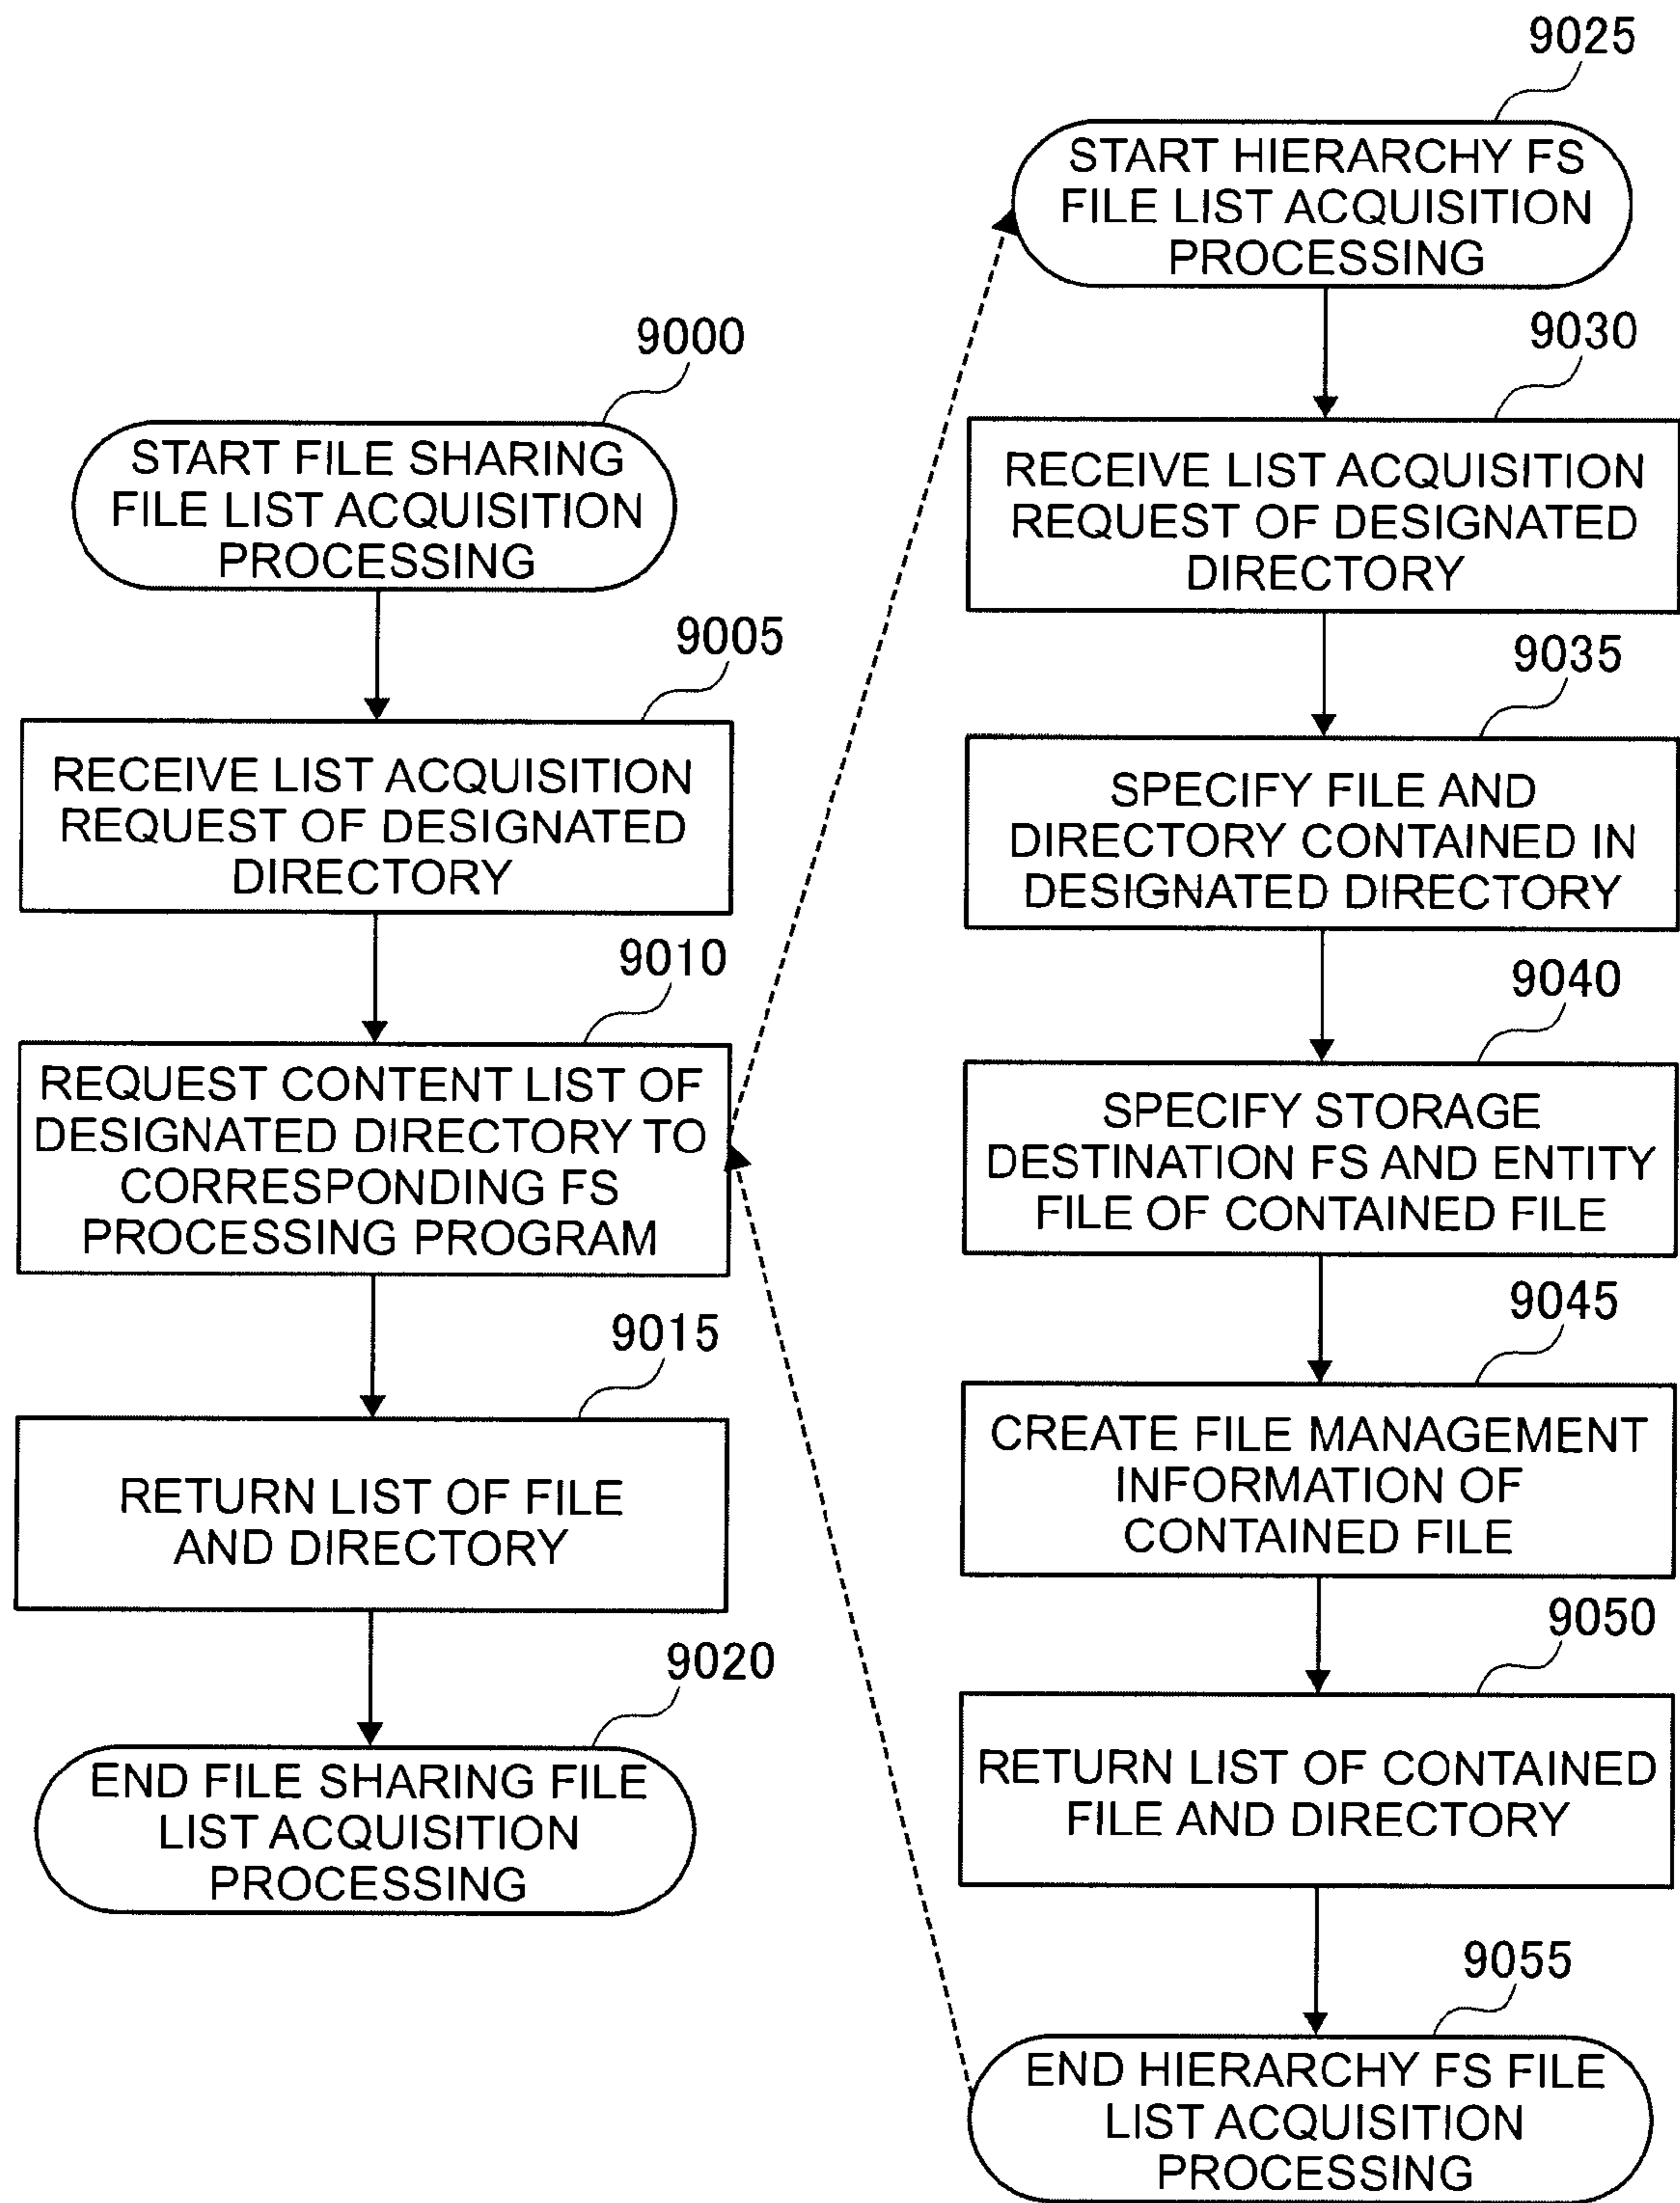 9000
START FILE SHARING
FILE LIST ACQUISITION
PROCESSING
9005
RECEIVE LIST ACQUISITION
REQUEST OF DESIGNATED
DIRECTORY
9010
REQUEST CONTENT LIST OF
DESIGNATED DIRECTORY TO
CORRESPONDING FS
PROCESSING PROGRAM
9015
RETURN LIST OF FILE
AND DIRECTORY
9020
END FILE SHARING FILE
LIST ACQUISITION
PROCESSING
9025
START HIERARCHY FS
FILE LIST ACQUISITION
PROCESSING
9030
RECEIVE LIST ACQUISITION
REQUEST OF DESIGNATED
DIRECTORY
9035
SPECIFY FILE AND
DIRECTORY CONTAINED IN
DESIGNATED DIRECTORY
9040
SPECIFY STORAGE
DESTINATION FS AND ENTITY
FILE OF CONTAINED FILE
9045
CREATE FILE MANAGEMENT
INFORMATION OF
CONTAINED FILE
9050
RETURN LIST OF CONTAINED
FILE AND DIRECTORY
9055
END HIERARCHY FS FILE
LIST ACQUISITION
PROCESSING